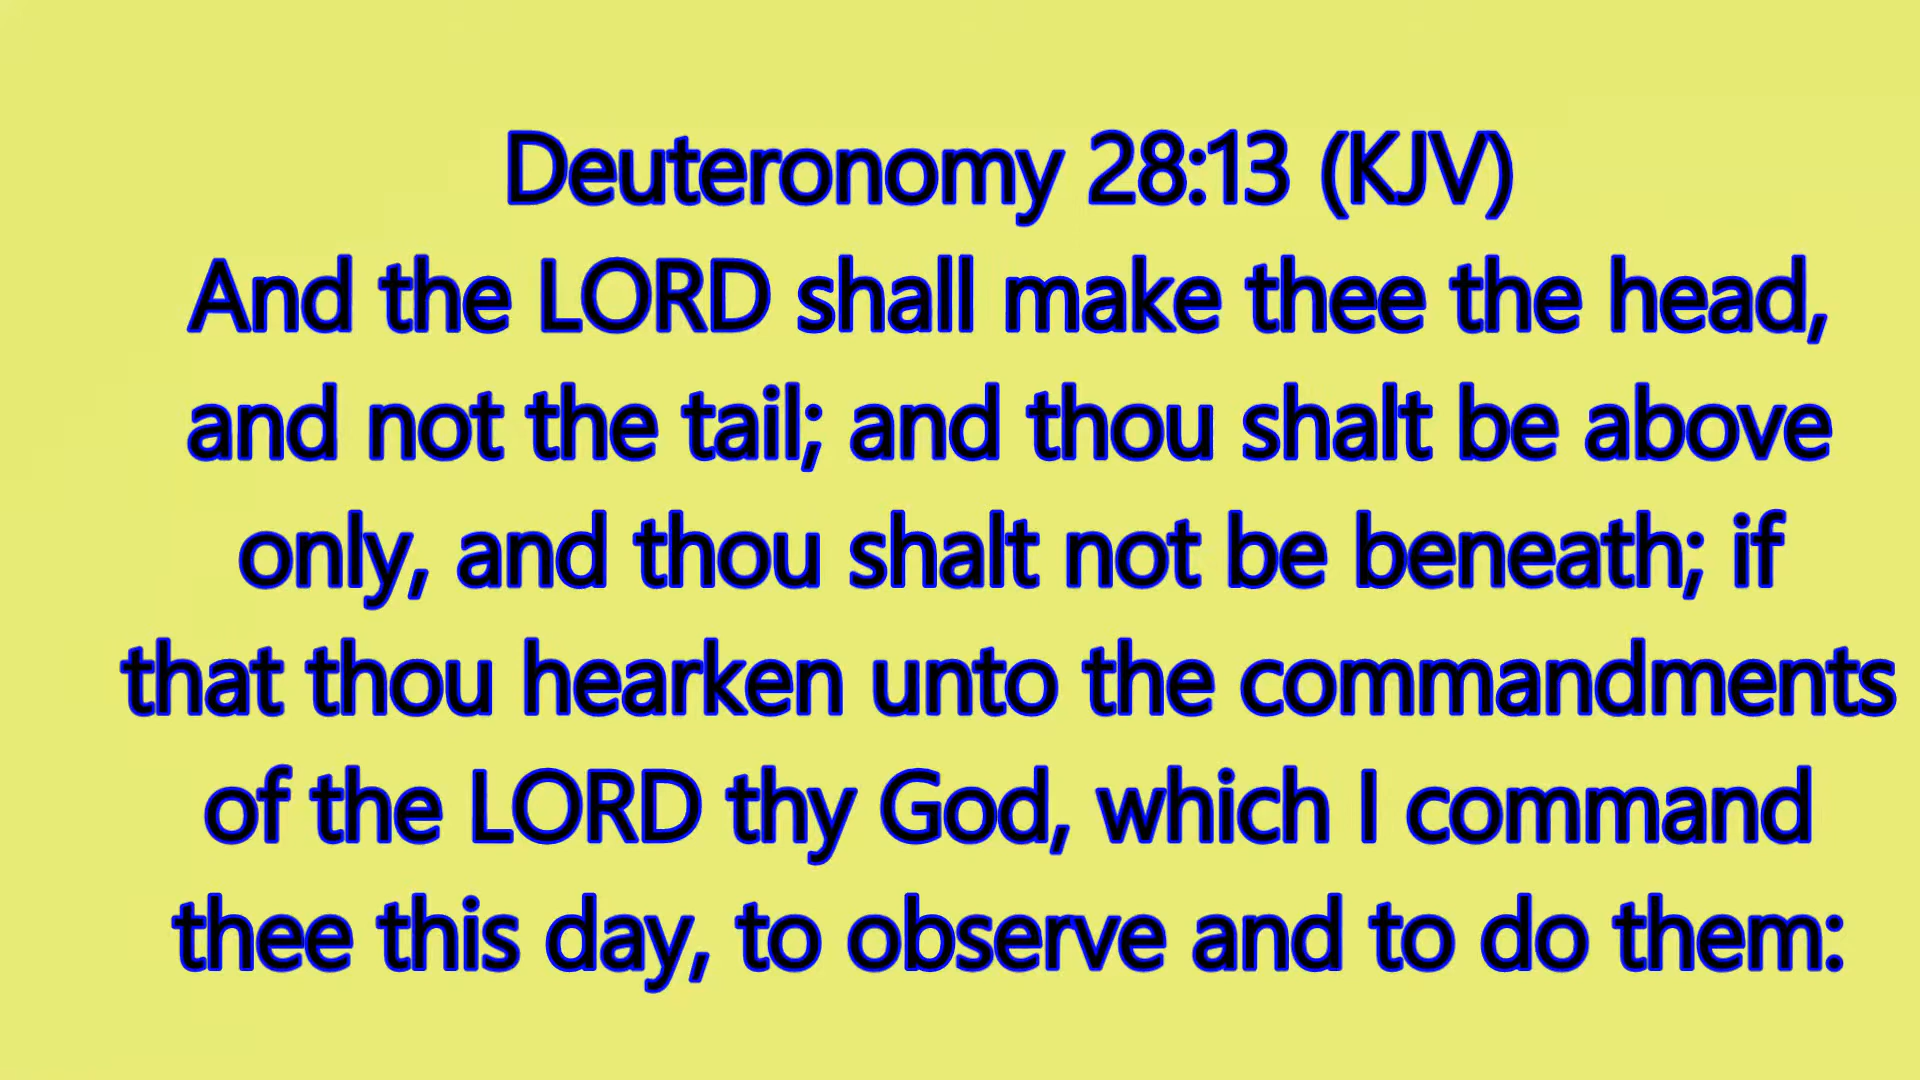 Deuteronomy 28:13 (KJV)
And the LORD shall make thee the head,
and not the tail; and thou shalt be above
only, and thou shalt not be beneath; if
that thou hearken unto the commandments
of the LORD thy God, which I command
thee this day, to observe and to do them: